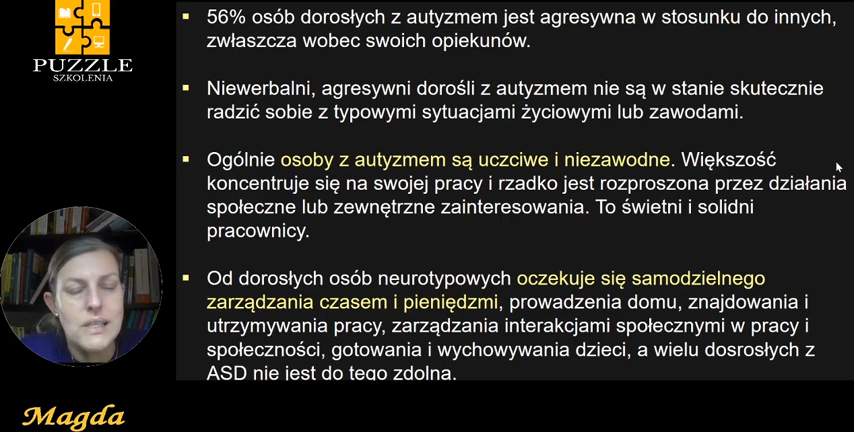 PUZZLE
SZKOLENIA
56% osób dorosłych z autyzmem jest agresywna w stosunku do innych,
zwłaszcza wobec swoich opiekunów.
Niewerbalni, agresywni dorośli z autyzmem nie są w stanie skutecznie
radzić sobie z typowymi sytuacjami życiowymi lub zawodami.
Ogólnie osoby z autyzmem są uczciwe i niezawodne. Większość
koncentruje się na swojej pracy i rzadko jest rozproszona przez działania
społeczne lub zewnętrzne zainteresowania. To świetni i solidni
pracownicy.
Od dorosłych osób neurotypowych oczekuje się samodzielnego
zarządzania czasem i pieniędzmi, prowadzenia domu, znajdowania i
utrzymywania pracy, zarządzania interakcjami społecznymi w pracy i
społeczności, gotowania i wychowywania dzieci, a wielu dosrosłych z
ASD nie jest do tego zdolna.
Magda